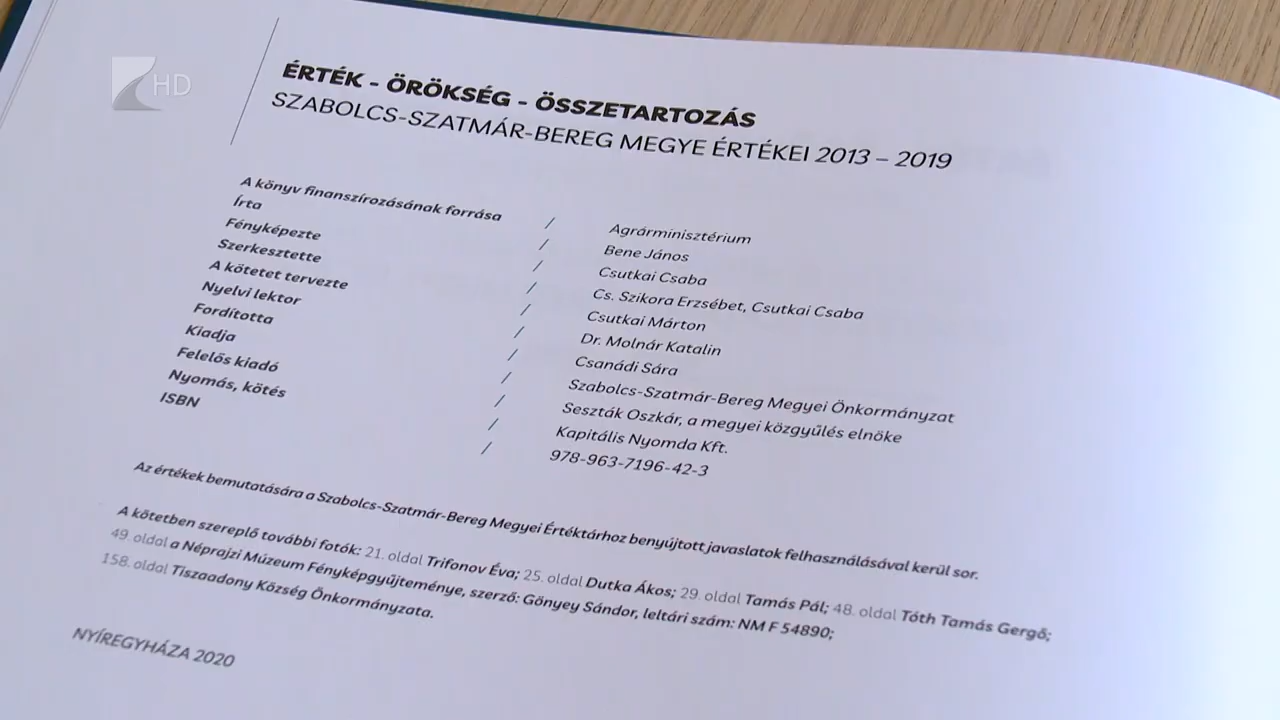 HD
ÉRTÉK - ÖRÖKSÉG - ÖSSZETARTOZÁS
SZABOLCS-SZATMÁR-BEREG MEGYE ÉRTÉKEI 2013 – 2019
A könyv finanszírozásának forrása / Agrárminisztérium
Írta / Bene János
Fényképezte / Csutkai Csaba
Szerkesztette / Cs. Szikora Erzsébet, Csutkai Csaba
A kötetet tervezte / Csutkai Márton
Nyelvi lektor / Dr. Molnár Katalin
Fordította / Csanádi Sára
Kiadja / Szabolcs-Szatmár-Bereg Megyei Önkormányzat
Felelős kiadó / Seszták Oszkár, a megyei közgyűlés elnöke
Nyomás, kötés / Kapitális Nyomda Kft.
ISBN / 978-963-7196-42-3
Az értékek bemutatására a Szabolcs-Szatmár-Bereg Megyei Értéktárhoz benyújtott javaslatok felhasználásával kerül sor.
A kötetben szereplő további fotók: 21. oldal Trifonov Éva; 25. oldal Dutka Ákos; 29. oldal Tamás Pál; 48. oldal Tóth Tamás Gergő;
49. oldal a Néprajzi Múzeum Fényképgyűjteménye, szerző: Gönyey Sándor, leltári szám: NM F 54890;
158. oldal Tiszaadony Község Önkormányzata.
NYÍREGYHÁZA 2020